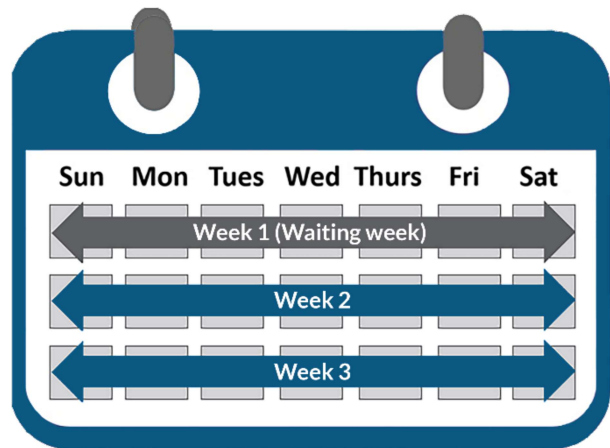 Sun Mon Tues Wed Thurs Fri Sat
Week 1 (Waiting week)
Week 2
Week 3